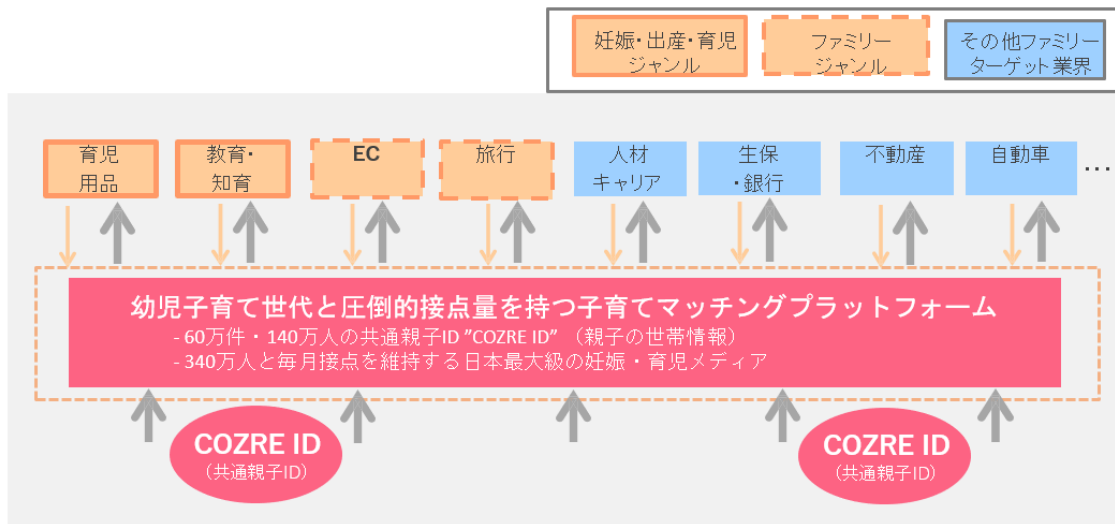 妊娠・出産・育児
ジャンル
ファミリー
ジャンル
その他ファミリー
ターゲット業界
育児
用品
教育・
知育
EC
旅行
人材
キャリア
生保
・銀行
不動産
自動車
…
幼児子育て世代と圧倒的接点量を持つ子育てマッチングプラットフォーム
- 60万件・140万人の共通親子ID "COZRE ID" (親子の世帯情報)
- 340万人と毎月接点を維持する日本最大級の妊娠・育児メディア
COZRE ID
(共通親子ID)
COZRE ID
(共通親子ID)